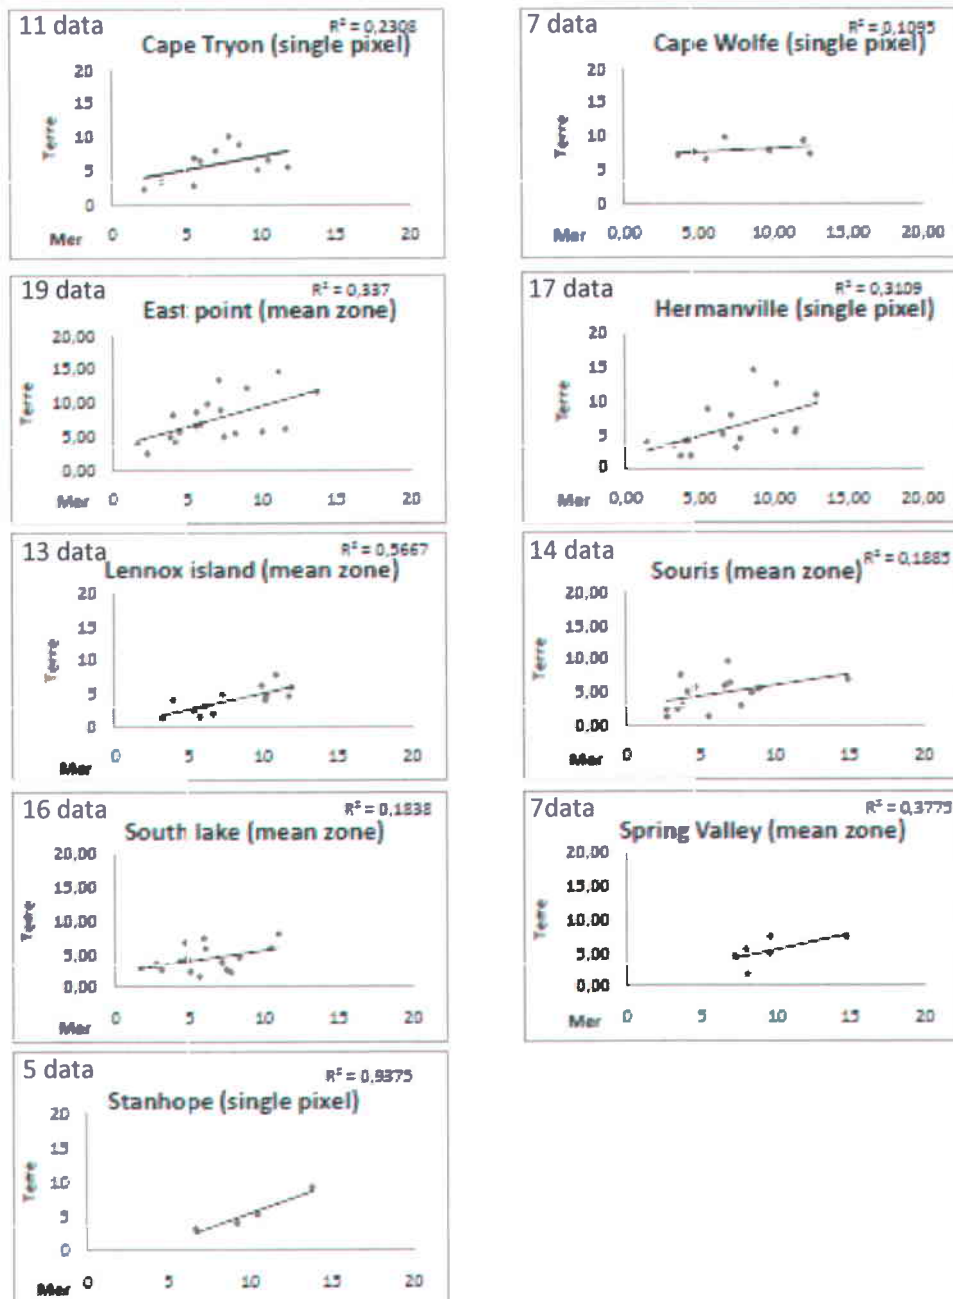 11 data
R² = 0,2308
Cape Tryon (single pixel)
20
15
10
5
0
Terre
Mer 0 5 10 15 20
7 data
R² = 0,1095
Cape Wolfe (single pixel)
20
15
10
5
0
Terre
Mer 0,00 5,00 10,00 15,00 20,00
19 data
R² = 0,337
East point (mean zone)
20,00
15,00
10,00
5,00
0,00
Terre
Mer 0 5 10 15 20
17 data
R² = 0,3109
Hermanville (single pixel)
20
15
10
5
0
Terre
Mer 0,00 5,00 10,00 15,00 20,00
13 data
R² = 0,5667
Lennox island (mean zone)
20
15
10
5
0
Terre
Mer 0 5 10 15 20
14 data
R² = 0,1885
Souris (mean zone)
20,00
15,00
10,00
5,00
0,00
Terre
Mer 0 5 10 15 20
16 data
R² = 0,1838
South lake (mean zone)
20,00
15,00
10,00
5,00
0,00
Terre
Mer 0 5 10 15 20
7data
R² = 0,3775
Spring Valley (mean zone)
20,00
15,00
10,00
5,00
0,00
Terre
Mer 0 5 10 15 20
5 data
R² = 0,9375
Stanhope (single pixel)
20
15
10
5
0
Terre
Mer 0 5 10 15 20